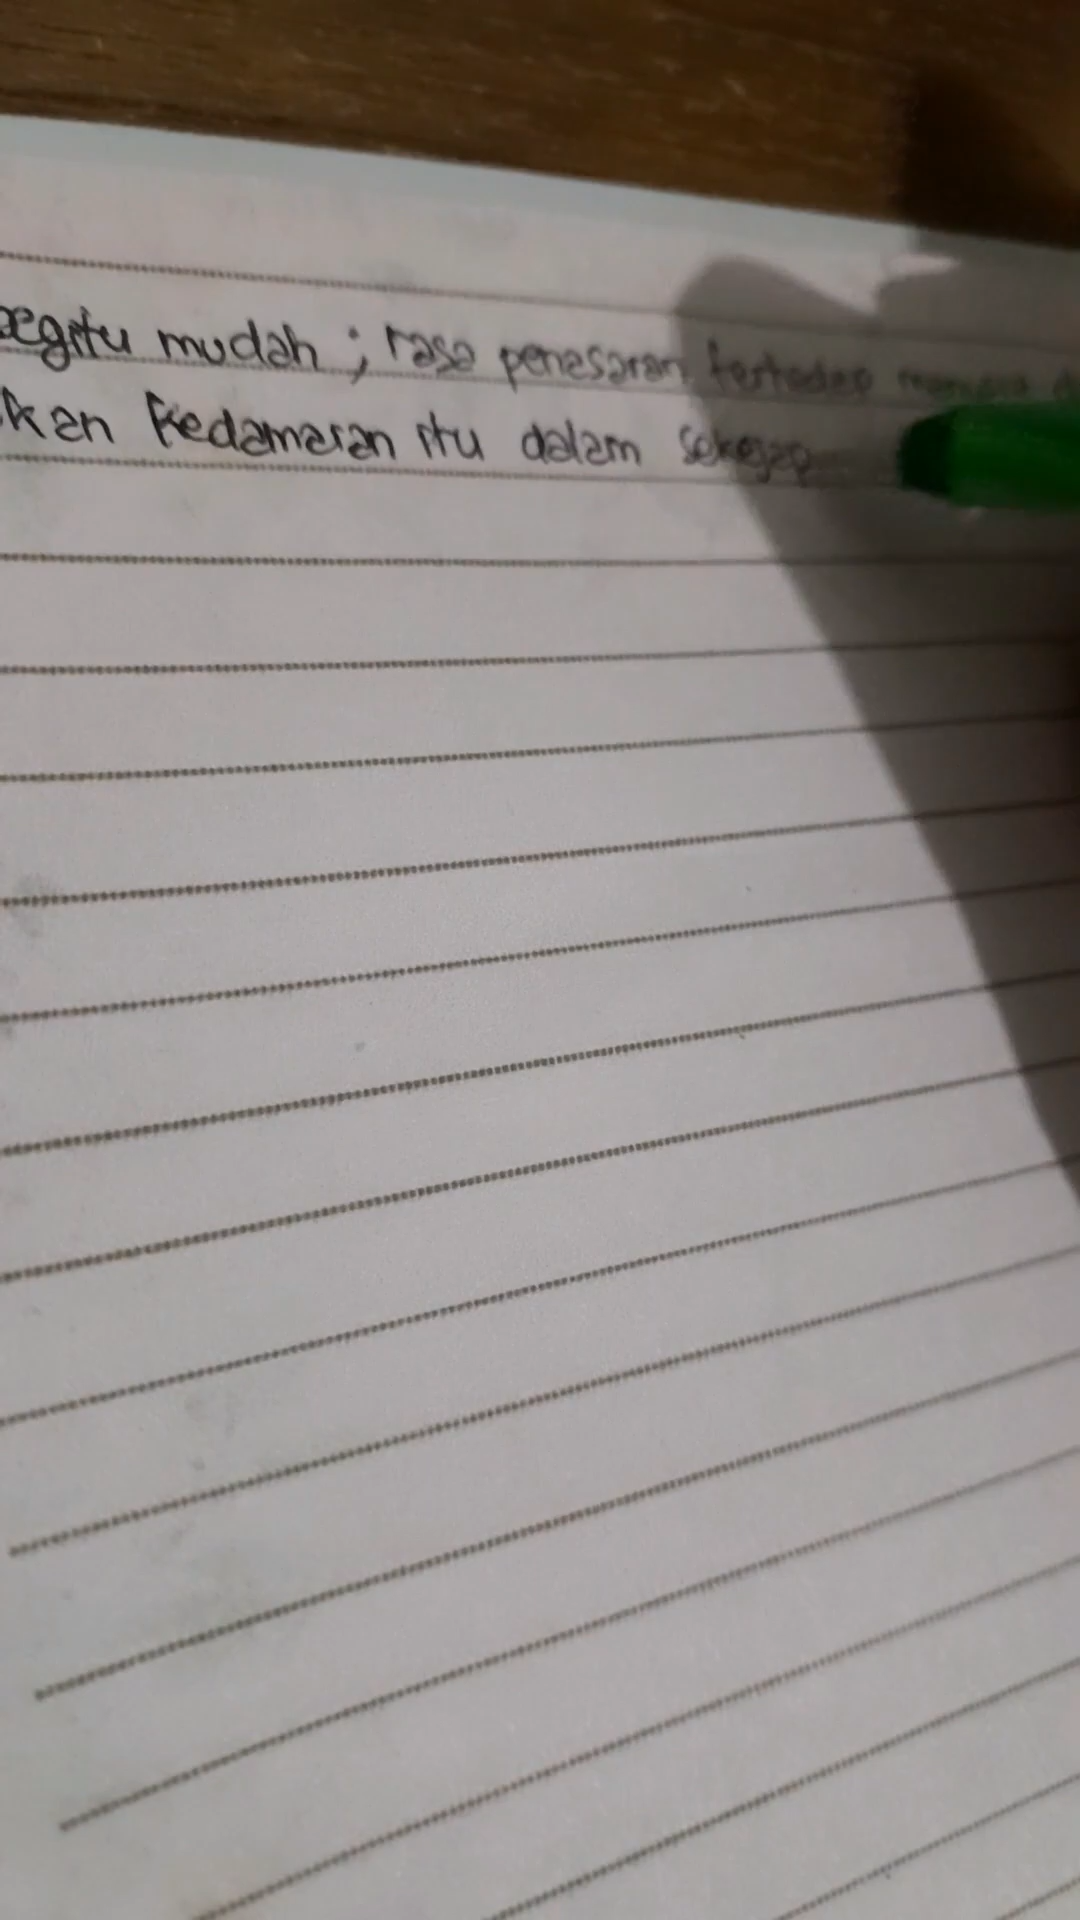 begitu mudah ; rasa penasaran terhadap
kan kedamaian itu dalam sekejap